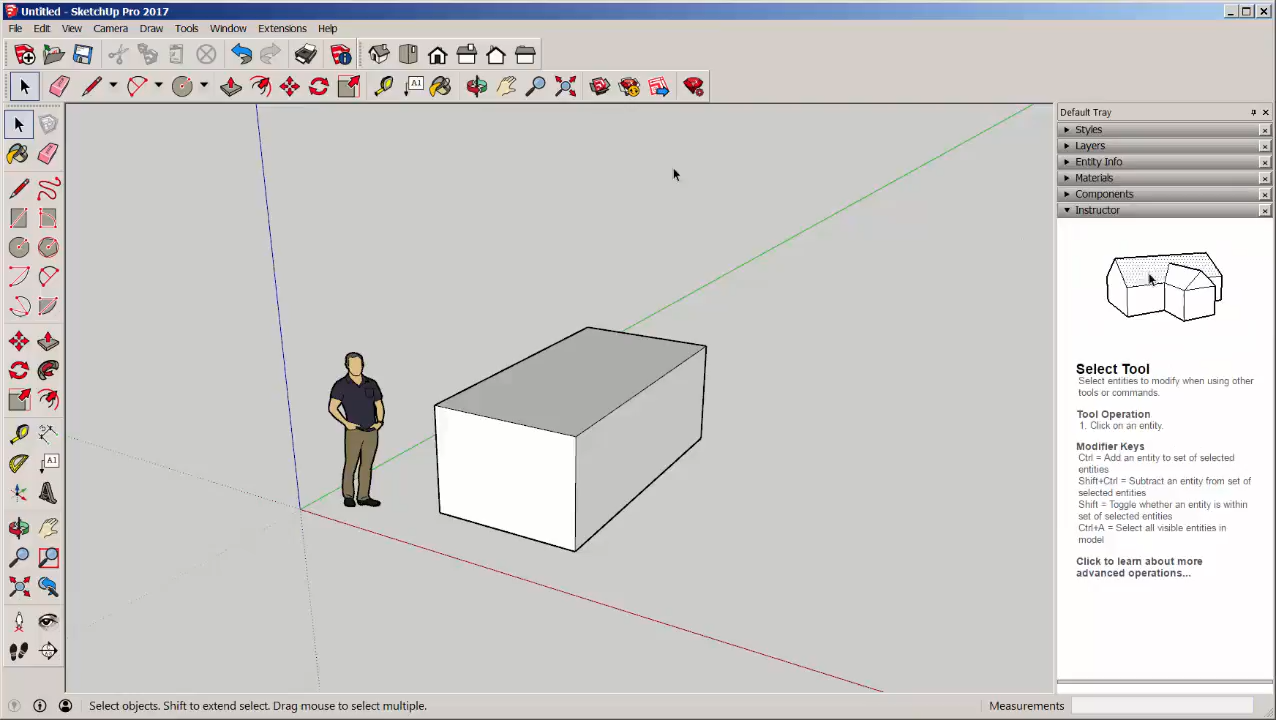 Untitled - SketchUp Pro 2017
File Edit View Camera Draw Tools Window Extensions Help
A1
Default Tray
Styles
Layers
Entity Info
Materials
Components
Instructor
A1
Select Tool
Select entities to modify when using other
tools or commands.
Tool Operation
1. Click on an entity.
Modifier Keys
Ctrl = Add an entity to set of selected
entities
Shift+Ctrl = Subtract an entity from set of
selected entities
Shift = Toggle whether an entity is within
set of selected entities
Ctrl+A = Select all visible entities in
model
Click to learn about more
advanced operations...
Select objects. Shift to extend select. Drag mouse to select multiple.
Measurements